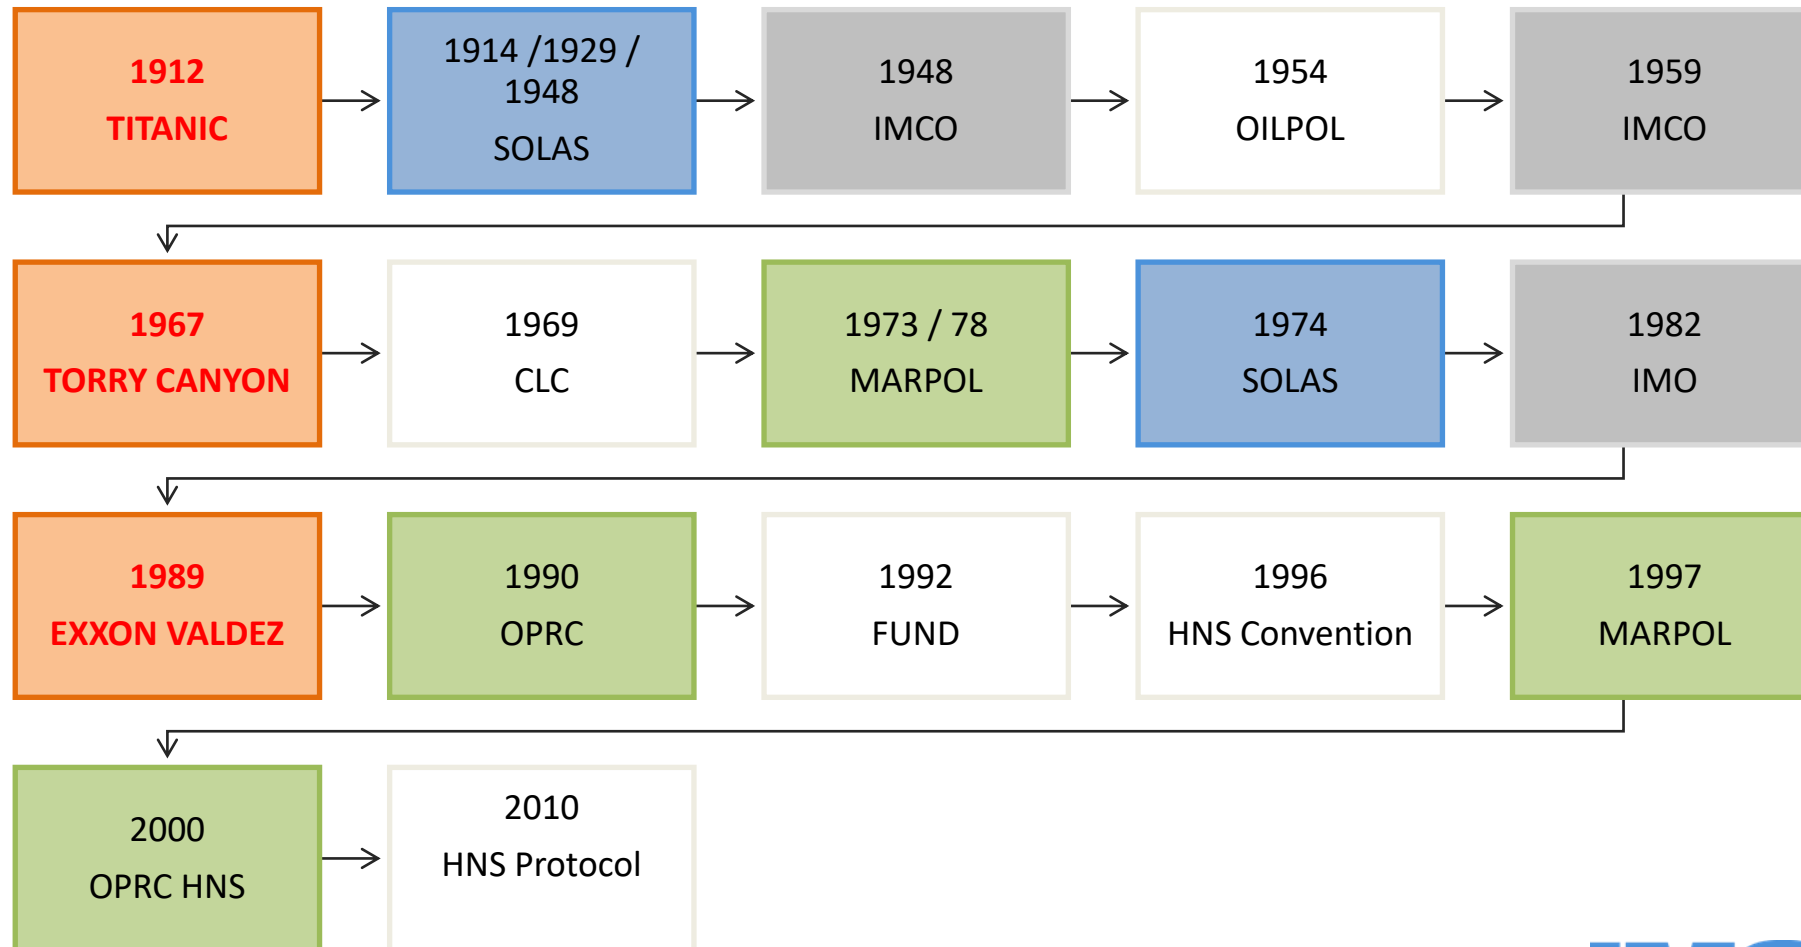 1912
TITANIC
1914 /1929 /
1948
SOLAS
1948
IMCO
1954
OILPOL
1959
IMCO
1967
TORRY CANYON
1969
CLC
1973 / 78
MARPOL
1974
SOLAS
1982
IMO
1989
EXXON VALDEZ
1990
OPRC
1992
FUND
1996
HNS Convention
1997
MARPOL
2000
OPRC HNS
2010
HNS Protocol